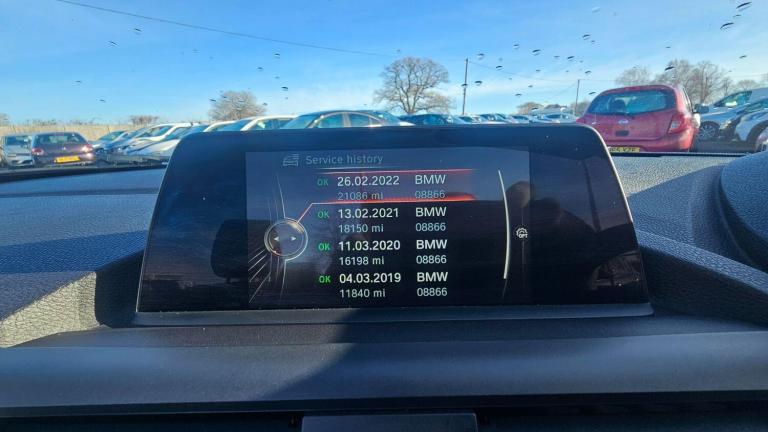 Service history
OK 26.02.2022 BMW
21086 mi 08866
OK 13.02.2021 BMW
18150 mi 08866
OK 11.03.2020 BMW
16198 mi 08866
OK 04.03.2019 BMW
11840 mi 08866
OPT